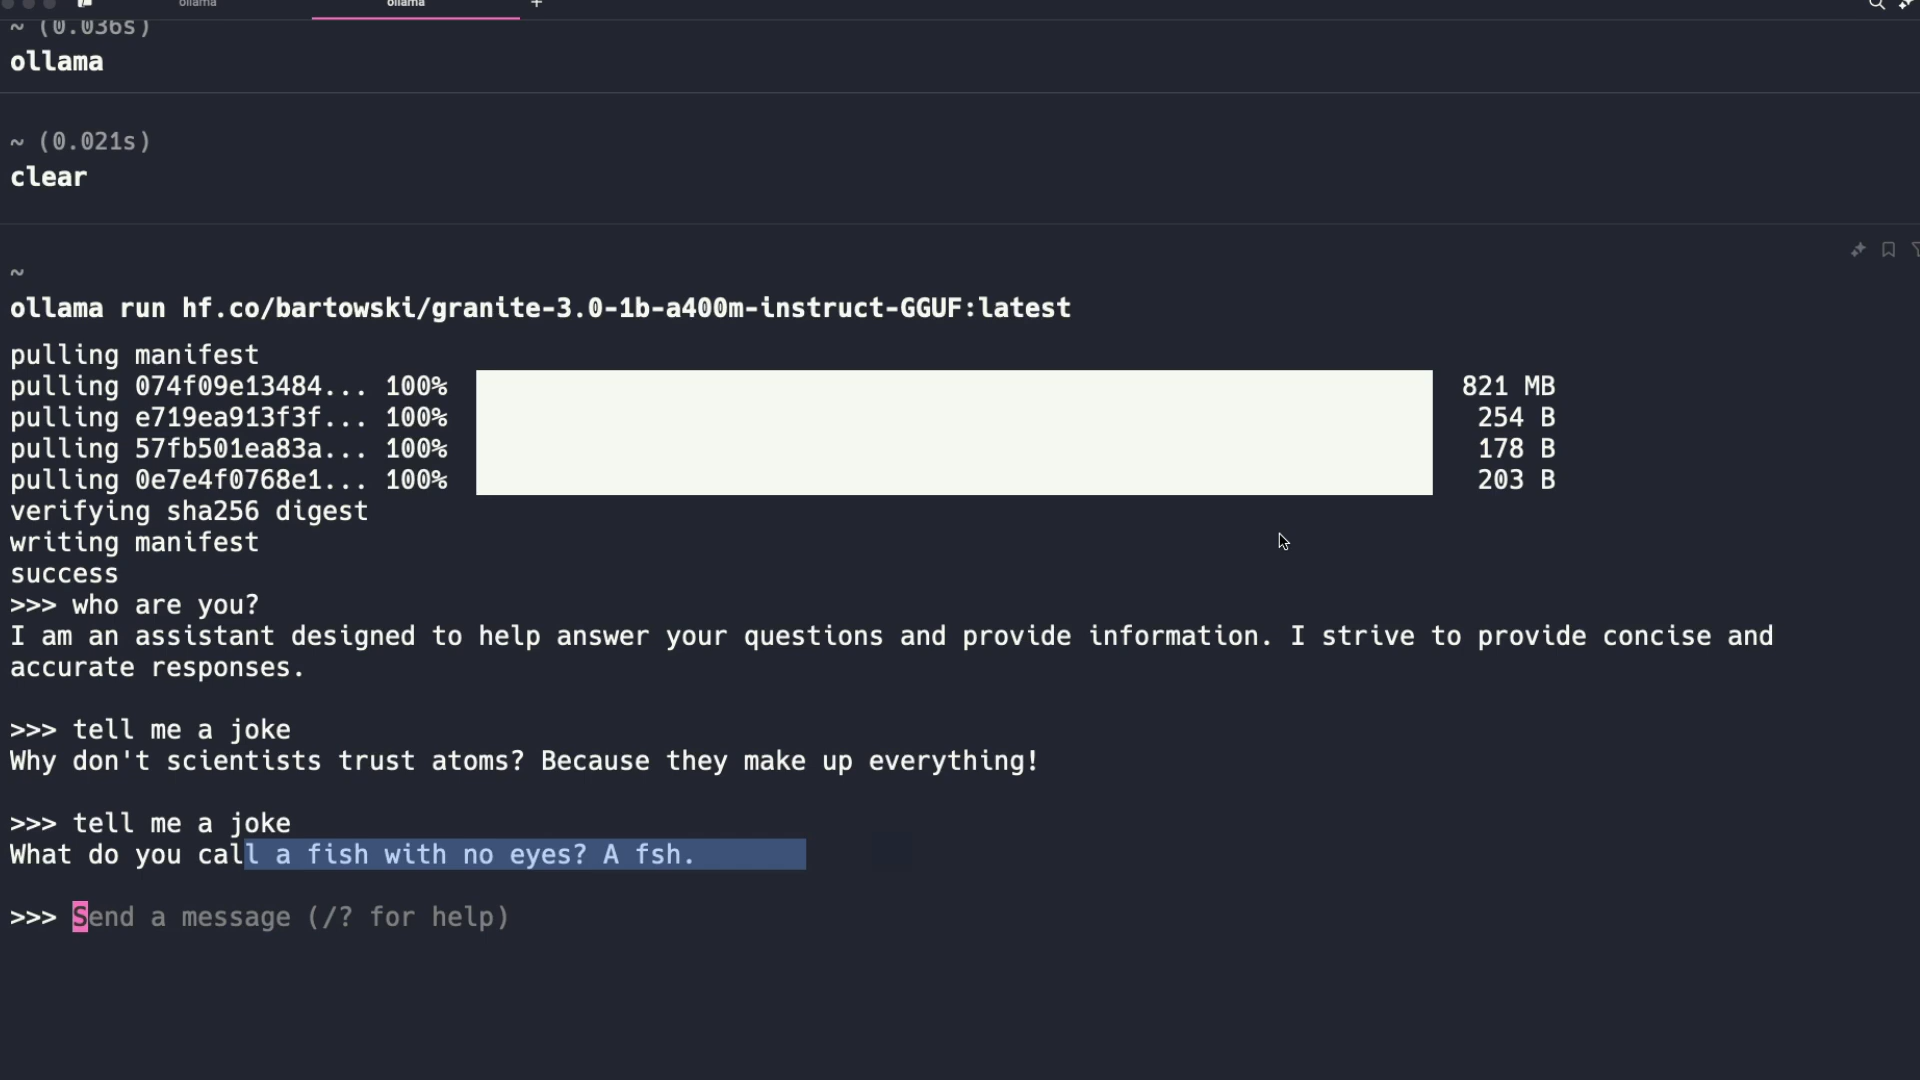 ollama ollama +
~ (0.036s)
ollama
~ (0.021s)
clear
~
ollama run hf.co/bartowski/granite-3.0-1b-a400m-instruct-GGUF:latest
pulling manifest
pulling 074f09e13484... 100% 821 MB
pulling e719ea913f3f... 100% 254 B
pulling 57fb501ea83a... 100% 178 B
pulling 0e7e4f0768e1... 100% 203 B
verifying sha256 digest
writing manifest
success
>>> who are you?
I am an assistant designed to help answer your questions and provide information. I strive to provide concise and
accurate responses.
>>> tell me a joke
Why don't scientists trust atoms? Because they make up everything!
>>> tell me a joke
What do you call a fish with no eyes? A fsh.
>>> Send a message (/? for help)